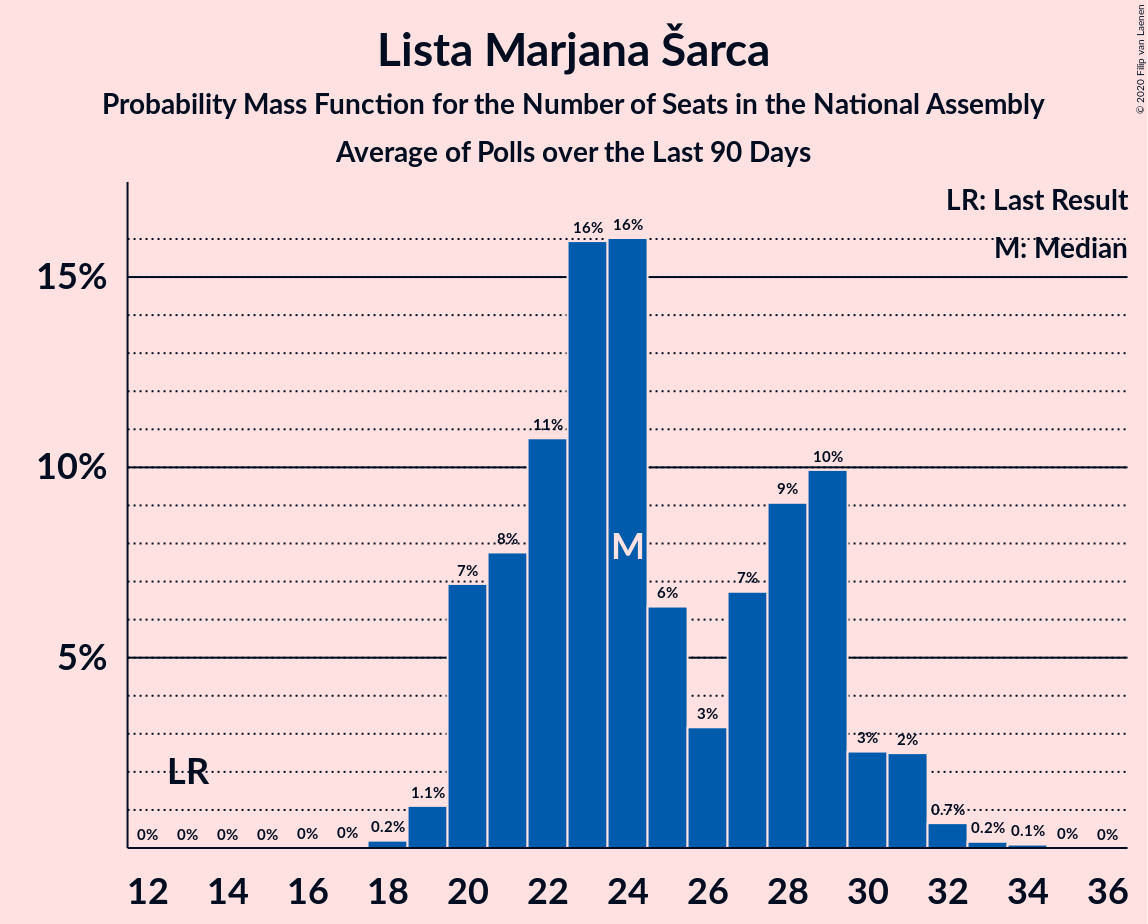 © 2020 Filip van Laenen
Lista Marjana Šarca
Probability Mass Function for the Number of Seats in the National Assembly
Average of Polls over the Last 90 Days
LR: Last Result
M: Median
15%
10%
5%
0% 0% 0% 0% 0% 0% 0.2% 1.1% 7% 8% 11% 16% 16% 6% 3% 7% 9% 10% 3% 2% 0.7% 0.2% 0.1% 0% 0%
M
LR
12 14 16 18 20 22 24 26 28 30 32 34 36